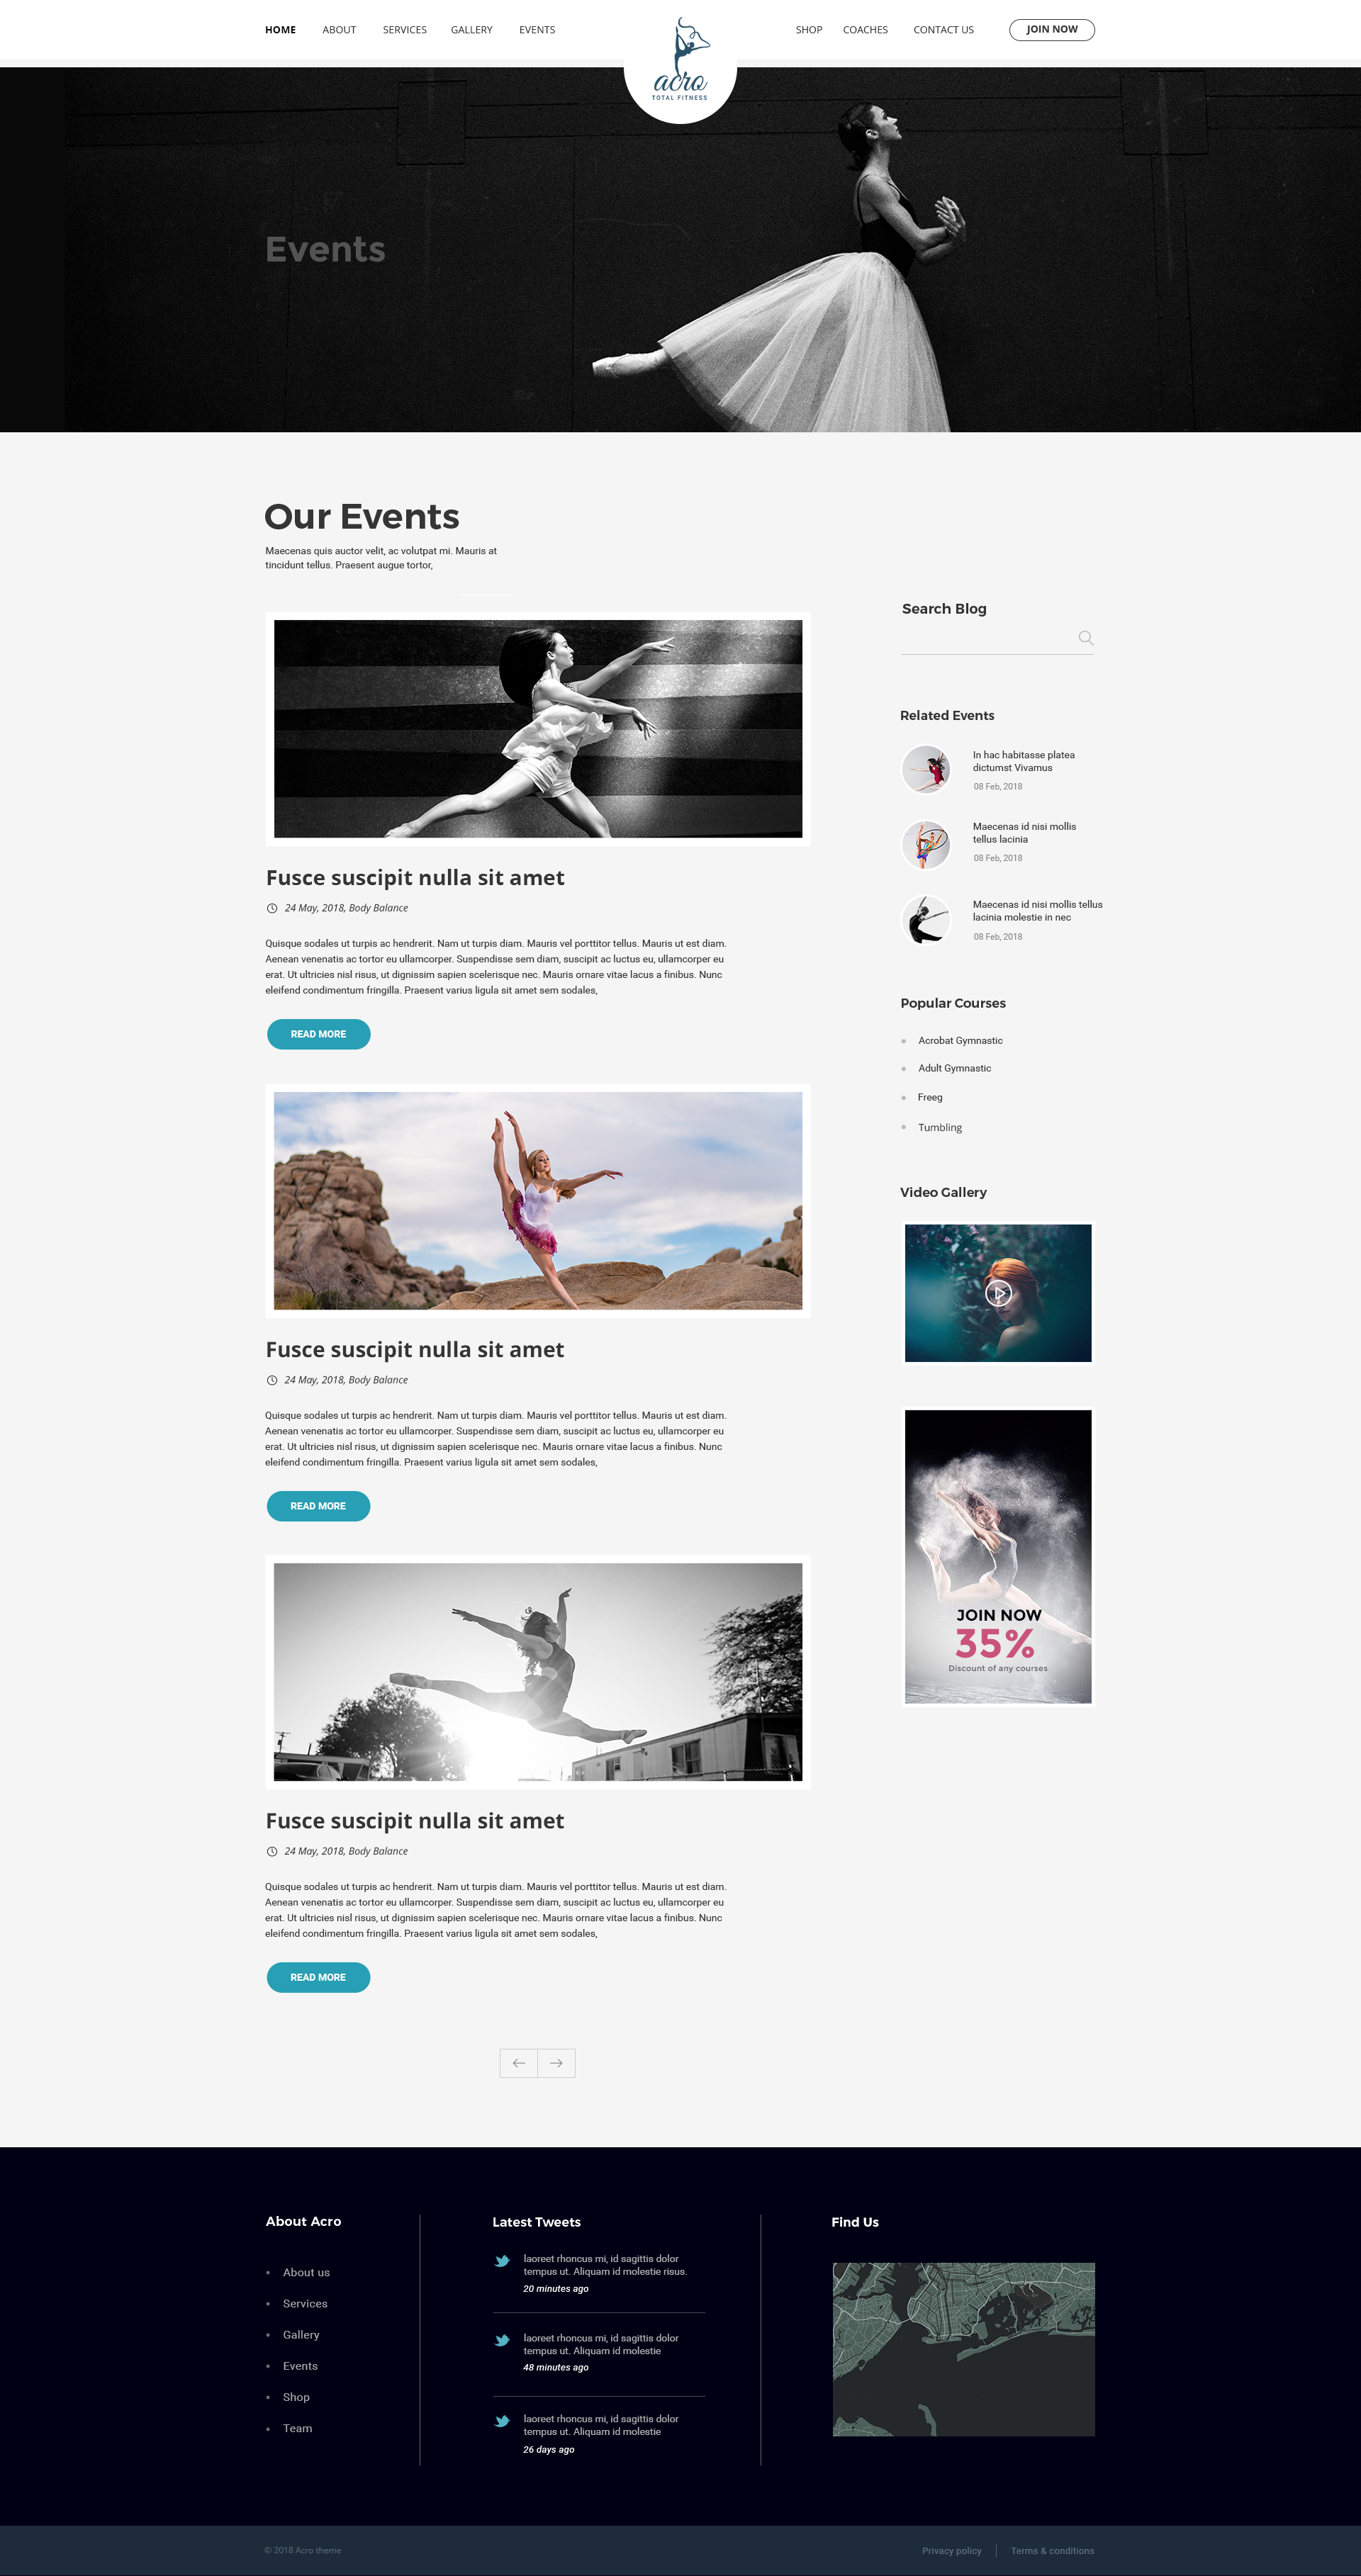 HOME ABOUT SERVICES GALLERY EVENTS
acro
TOTAL FITNESS
SHOP COACHES CONTACT US JOIN NOW
Events
Our Events
Maecenas quis auctor velit, ac volutpat mi. Mauris at
tincidunt tellus. Praesent augue tortor,
Fusce suscipit nulla sit amet
24 May, 2018, Body Balance
Quisque sodales ut turpis ac hendrerit. Nam ut turpis diam. Mauris vel porttitor tellus. Mauris ut est diam.
Aenean venenatis ac tortor eu ullamcorper. Suspendisse sem diam, suscipit ac luctus eu, ullamcorper eu
erat. Ut ultricies nisl risus, ut dignissim sapien scelerisque nec. Mauris ornare vitae lacus a finibus. Nunc
eleifend condimentum fringilla. Praesent varius ligula sit amet sem sodales,
READ MORE
Fusce suscipit nulla sit amet
24 May, 2018, Body Balance
Quisque sodales ut turpis ac hendrerit. Nam ut turpis diam. Mauris vel porttitor tellus. Mauris ut est diam.
Aenean venenatis ac tortor eu ullamcorper. Suspendisse sem diam, suscipit ac luctus eu, ullamcorper eu
erat. Ut ultricies nisl risus, ut dignissim sapien scelerisque nec. Mauris ornare vitae lacus a finibus. Nunc
eleifend condimentum fringilla. Praesent varius ligula sit amet sem sodales,
READ MORE
Fusce suscipit nulla sit amet
24 May, 2018, Body Balance
Quisque sodales ut turpis ac hendrerit. Nam ut turpis diam. Mauris vel porttitor tellus. Mauris ut est diam.
Aenean venenatis ac tortor eu ullamcorper. Suspendisse sem diam, suscipit ac luctus eu, ullamcorper eu
erat. Ut ultricies nisl risus, ut dignissim sapien scelerisque nec. Mauris ornare vitae lacus a finibus. Nunc
eleifend condimentum fringilla. Praesent varius ligula sit amet sem sodales,
READ MORE
Search Blog
Related Events
In hac habitasse platea
dictumst Vivamus
08 Feb, 2018
Maecenas id nisi mollis
tellus lacinia
08 Feb, 2018
Maecenas id nisi mollis tellus
lacinia molestie in nec
08 Feb, 2018
Popular Courses
Acrobat Gymnastic
Adult Gymnastic
Freeg
Tumbling
Video Gallery
JOIN NOW
35%
Discount of any courses
About Acro
About us
Services
Gallery
Events
Shop
Team
Latest Tweets
laoreet rhoncus mi, id sagittis dolor
tempus ut. Aliquam id molestie risus.
20 minutes ago
laoreet rhoncus mi, id sagittis dolor
tempus ut. Aliquam id molestie
48 minutes ago
laoreet rhoncus mi, id sagittis dolor
tempus ut. Aliquam id molestie
26 days ago
Find Us
© 2018 Acro theme
Privacy policy
Terms & conditions